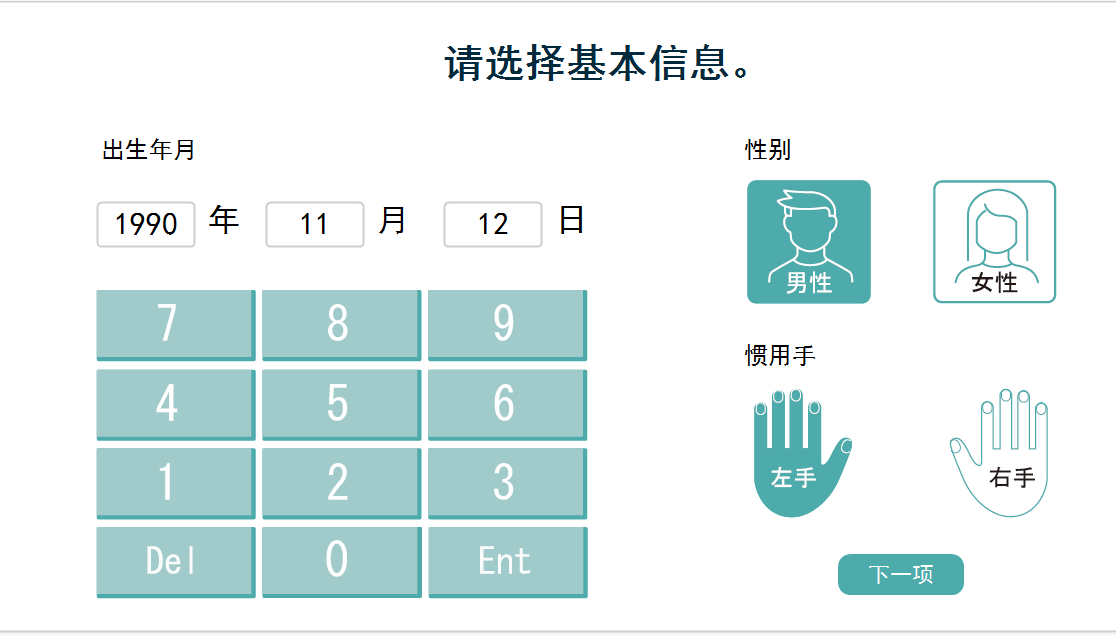 请选择基本信息。
出生年月
1990 年 11 月 12 日
7 8 9
4 5 6
1 2 3
Del 0 Ent
性别
男性 女性
惯用手
左手 右手
下一项